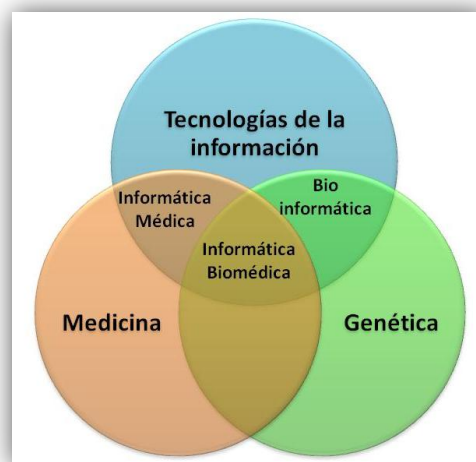 Tecnologías de la
información
Informática
Médica
Bio
informática
Informática
Biomédica
Medicina
Genética